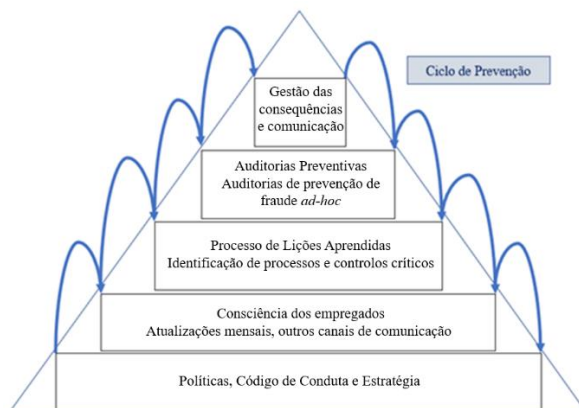 Ciclo de Prevenção
Gestão das
consequências
e comunicação
Auditorias Preventivas
Auditorias de prevenção de
fraude ad-hoc
Processo de Lições Aprendidas
Identificação de processos e controlos críticos
Consciência dos empregados
Atualizações mensais, outros canais de comunicação
Políticas, Código de Conduta e Estratégia